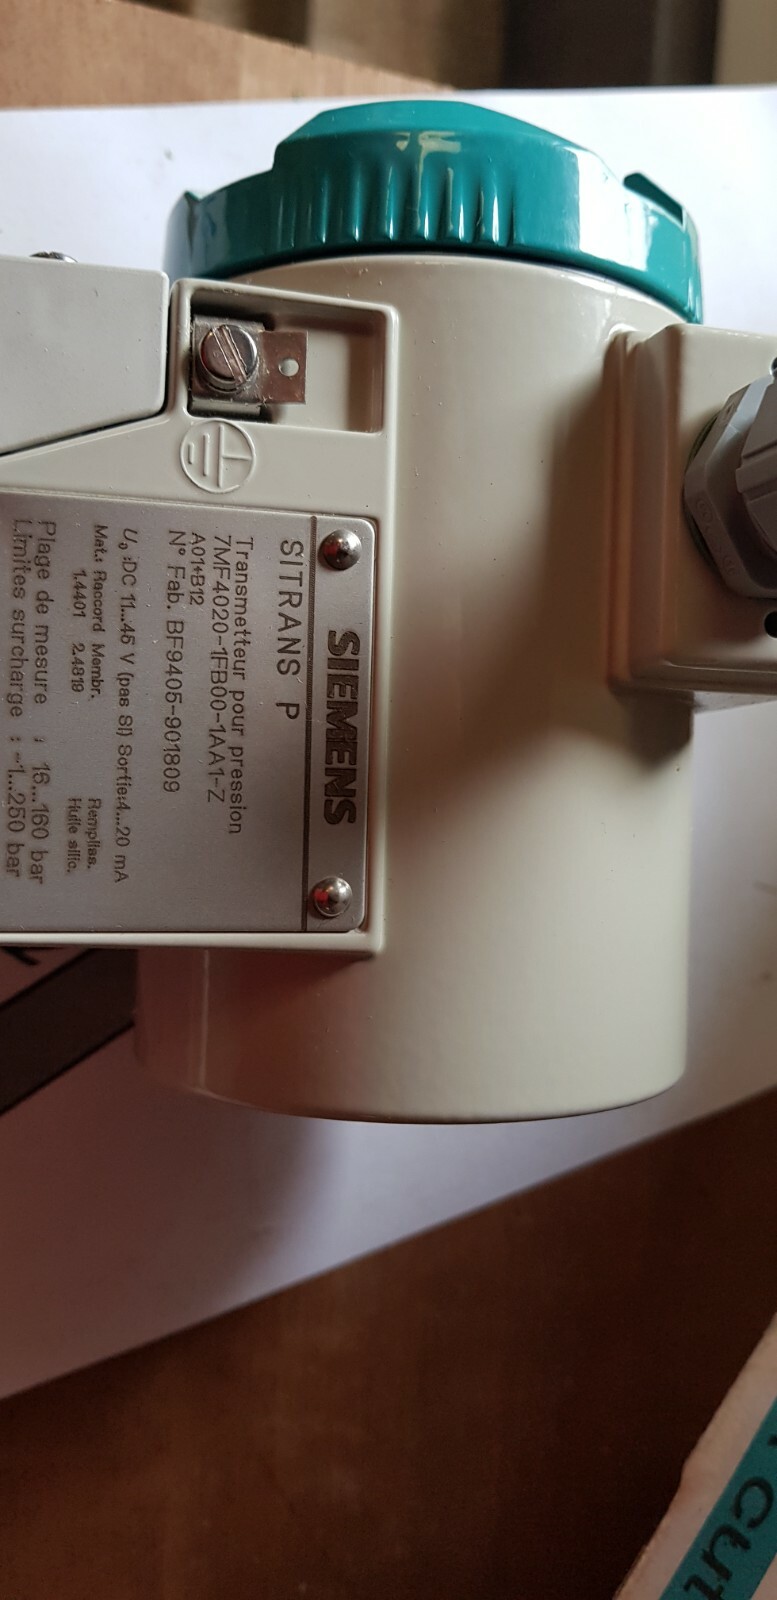 SIEMENS
SITRANS P
Transmetteur pour pression
7MF4020-1FB00-1AA1-Z
A01+B12
N° Fab. BF9405-901809
Uₕ :DC 11...45 V (pas SI) Sortie:4...20 mA
Mat.: Raccord Membr. Rempliss.
1.4401 2.4819 Huile silic.
Plage de mesure : 16...160 bar
Limites surcharge : -1...250 bar
cut